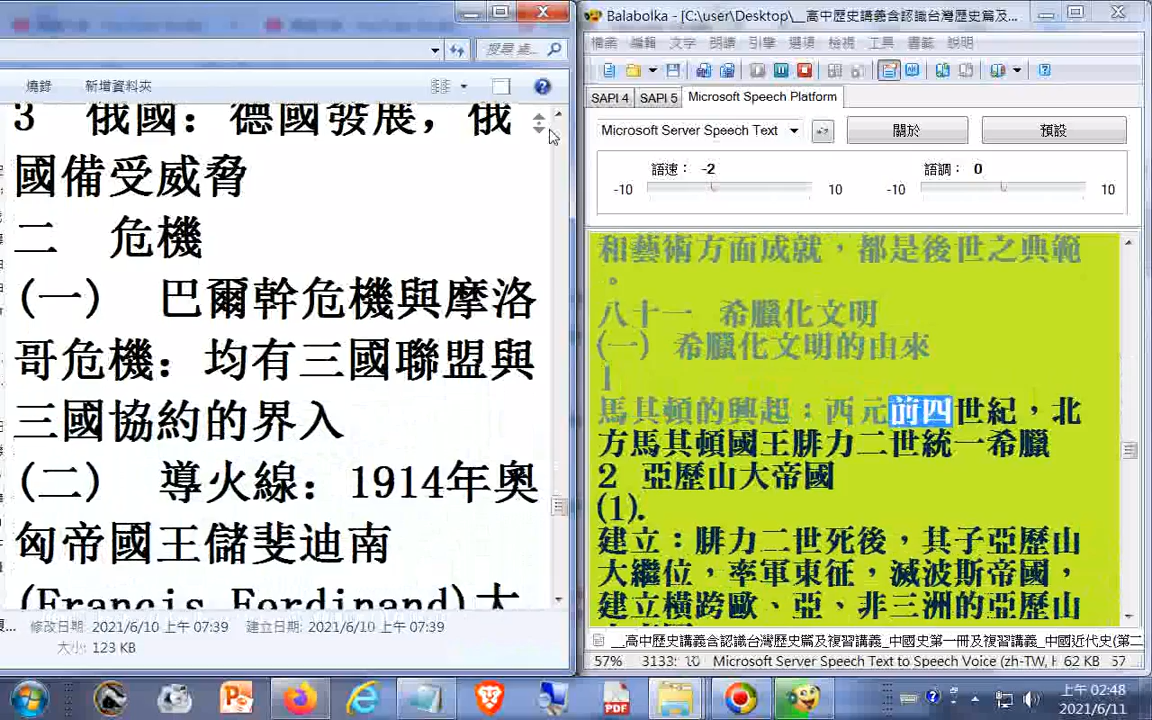 搜尋 桌...
燒錄 新增資料夾
3 俄國：德國發展，俄
國備受威脅
二 危機
(一) 巴爾幹危機與摩洛
哥危機：均有三國聯盟與
三國協約的界入
(二) 導火線：1914年奧
匈帝國王儲斐迪南
(Francis Ferdinand)大
修改日期: 2021/6/10 上午 07:39 建立日期: 2021/6/10 上午 07:39
大小: 123 KB
Balabolka - [C:\user\Desktop\__高中歷史講義含認識台灣歷史篇及...
檔案 編輯 文字 朗讀 引擎 選項 檢視 工具 書籤 說明
SAPI 4 SAPI 5 Microsoft Speech Platform
Microsoft Server Speech Text 關於 預設
語速： -2 語調： 0
-10 10 -10 10
和藝術方面成就，都是後世之典範
。
八十一 希臘化文明
(一) 希臘化文明的由來
1
馬其頓的興起：西元前四世紀，北
方馬其頓國王腓力二世統一希臘
2 亞歷山大帝國
(1).
建立：腓力二世死後，其子亞歷山
大繼位，率軍東征，滅波斯帝國，
建立橫跨歐、亞、非三洲的亞歷山
__高中歷史講義含認識台灣歷史篇及複習講義_中國史第一冊及複習講義_中國近代史(第二
57% 3133: 10 Microsoft Server Speech Text to Speech Voice (zh-TW, H 62 KB 57
上午 02:48
2021/6/11